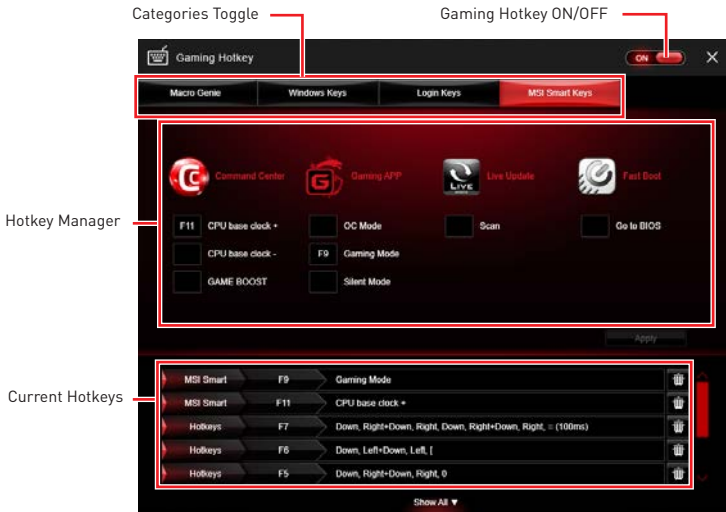 Categories Toggle
Gaming Hotkey ON/OFF
Gaming Hotkey
ON
Macro Genie
Windows Keys
Login Keys
MSI Smart Keys
Hotkey Manager
Command Center
Gaming APP
LIVE
Live Update
Fast Boot
F11 CPU base clock +
OC Mode
Scan
Go to BIOS
CPU base clock -
F9 Gaming Mode
GAME BOOST
Silent Mode
Apply
Current Hotkeys
MSI Smart F9 Gaming Mode
MSI Smart F11 CPU base clock +
Hotkeys F7 Down, Right+Down, Right, Down, Right+Down, Right, = (100ms)
Hotkeys F6 Down, Left+Down, Left, [
Hotkeys F5 Down, Right+Down, Right, 0
Show All ▼